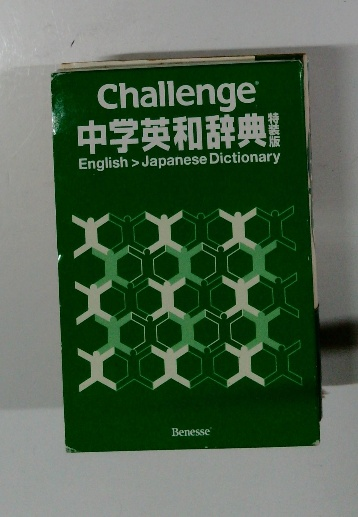 Challenge®
中学英和辞典 特装版
English > Japanese Dictionary
Benesse®